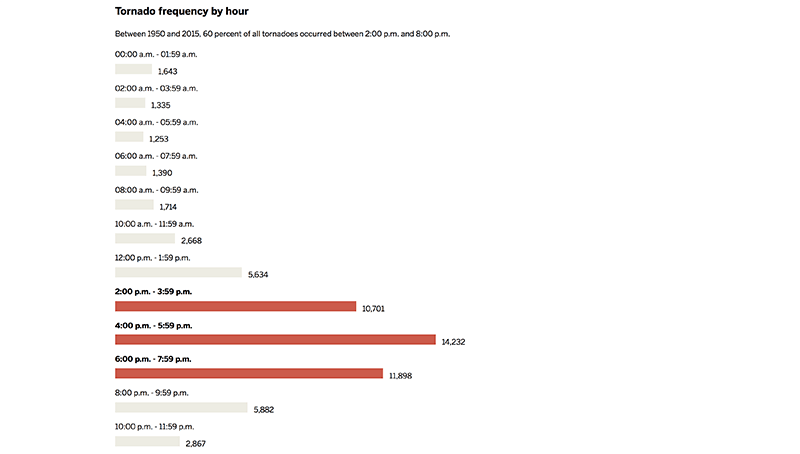 Tornado frequency by hour
Between 1950 and 2015, 60 percent of all tornadoes occurred between 2:00 p.m. and 8:00 p.m.
00:00 a.m. - 01:59 a.m.
1,643
02:00 a.m. - 03:59 a.m.
1,335
04:00 a.m. - 05:59 a.m.
1,253
06:00 a.m. - 07:59 a.m.
1,390
08:00 a.m. - 09:59 a.m.
1,714
10:00 a.m. - 11:59 a.m.
2,668
12:00 p.m. - 1:59 p.m.
5,634
2:00 p.m. - 3:59 p.m.
10,701
4:00 p.m. - 5:59 p.m.
14,232
6:00 p.m. - 7:59 p.m.
11,898
8:00 p.m. - 9:59 p.m.
5,882
10:00 p.m. - 11:59 p.m.
2,867